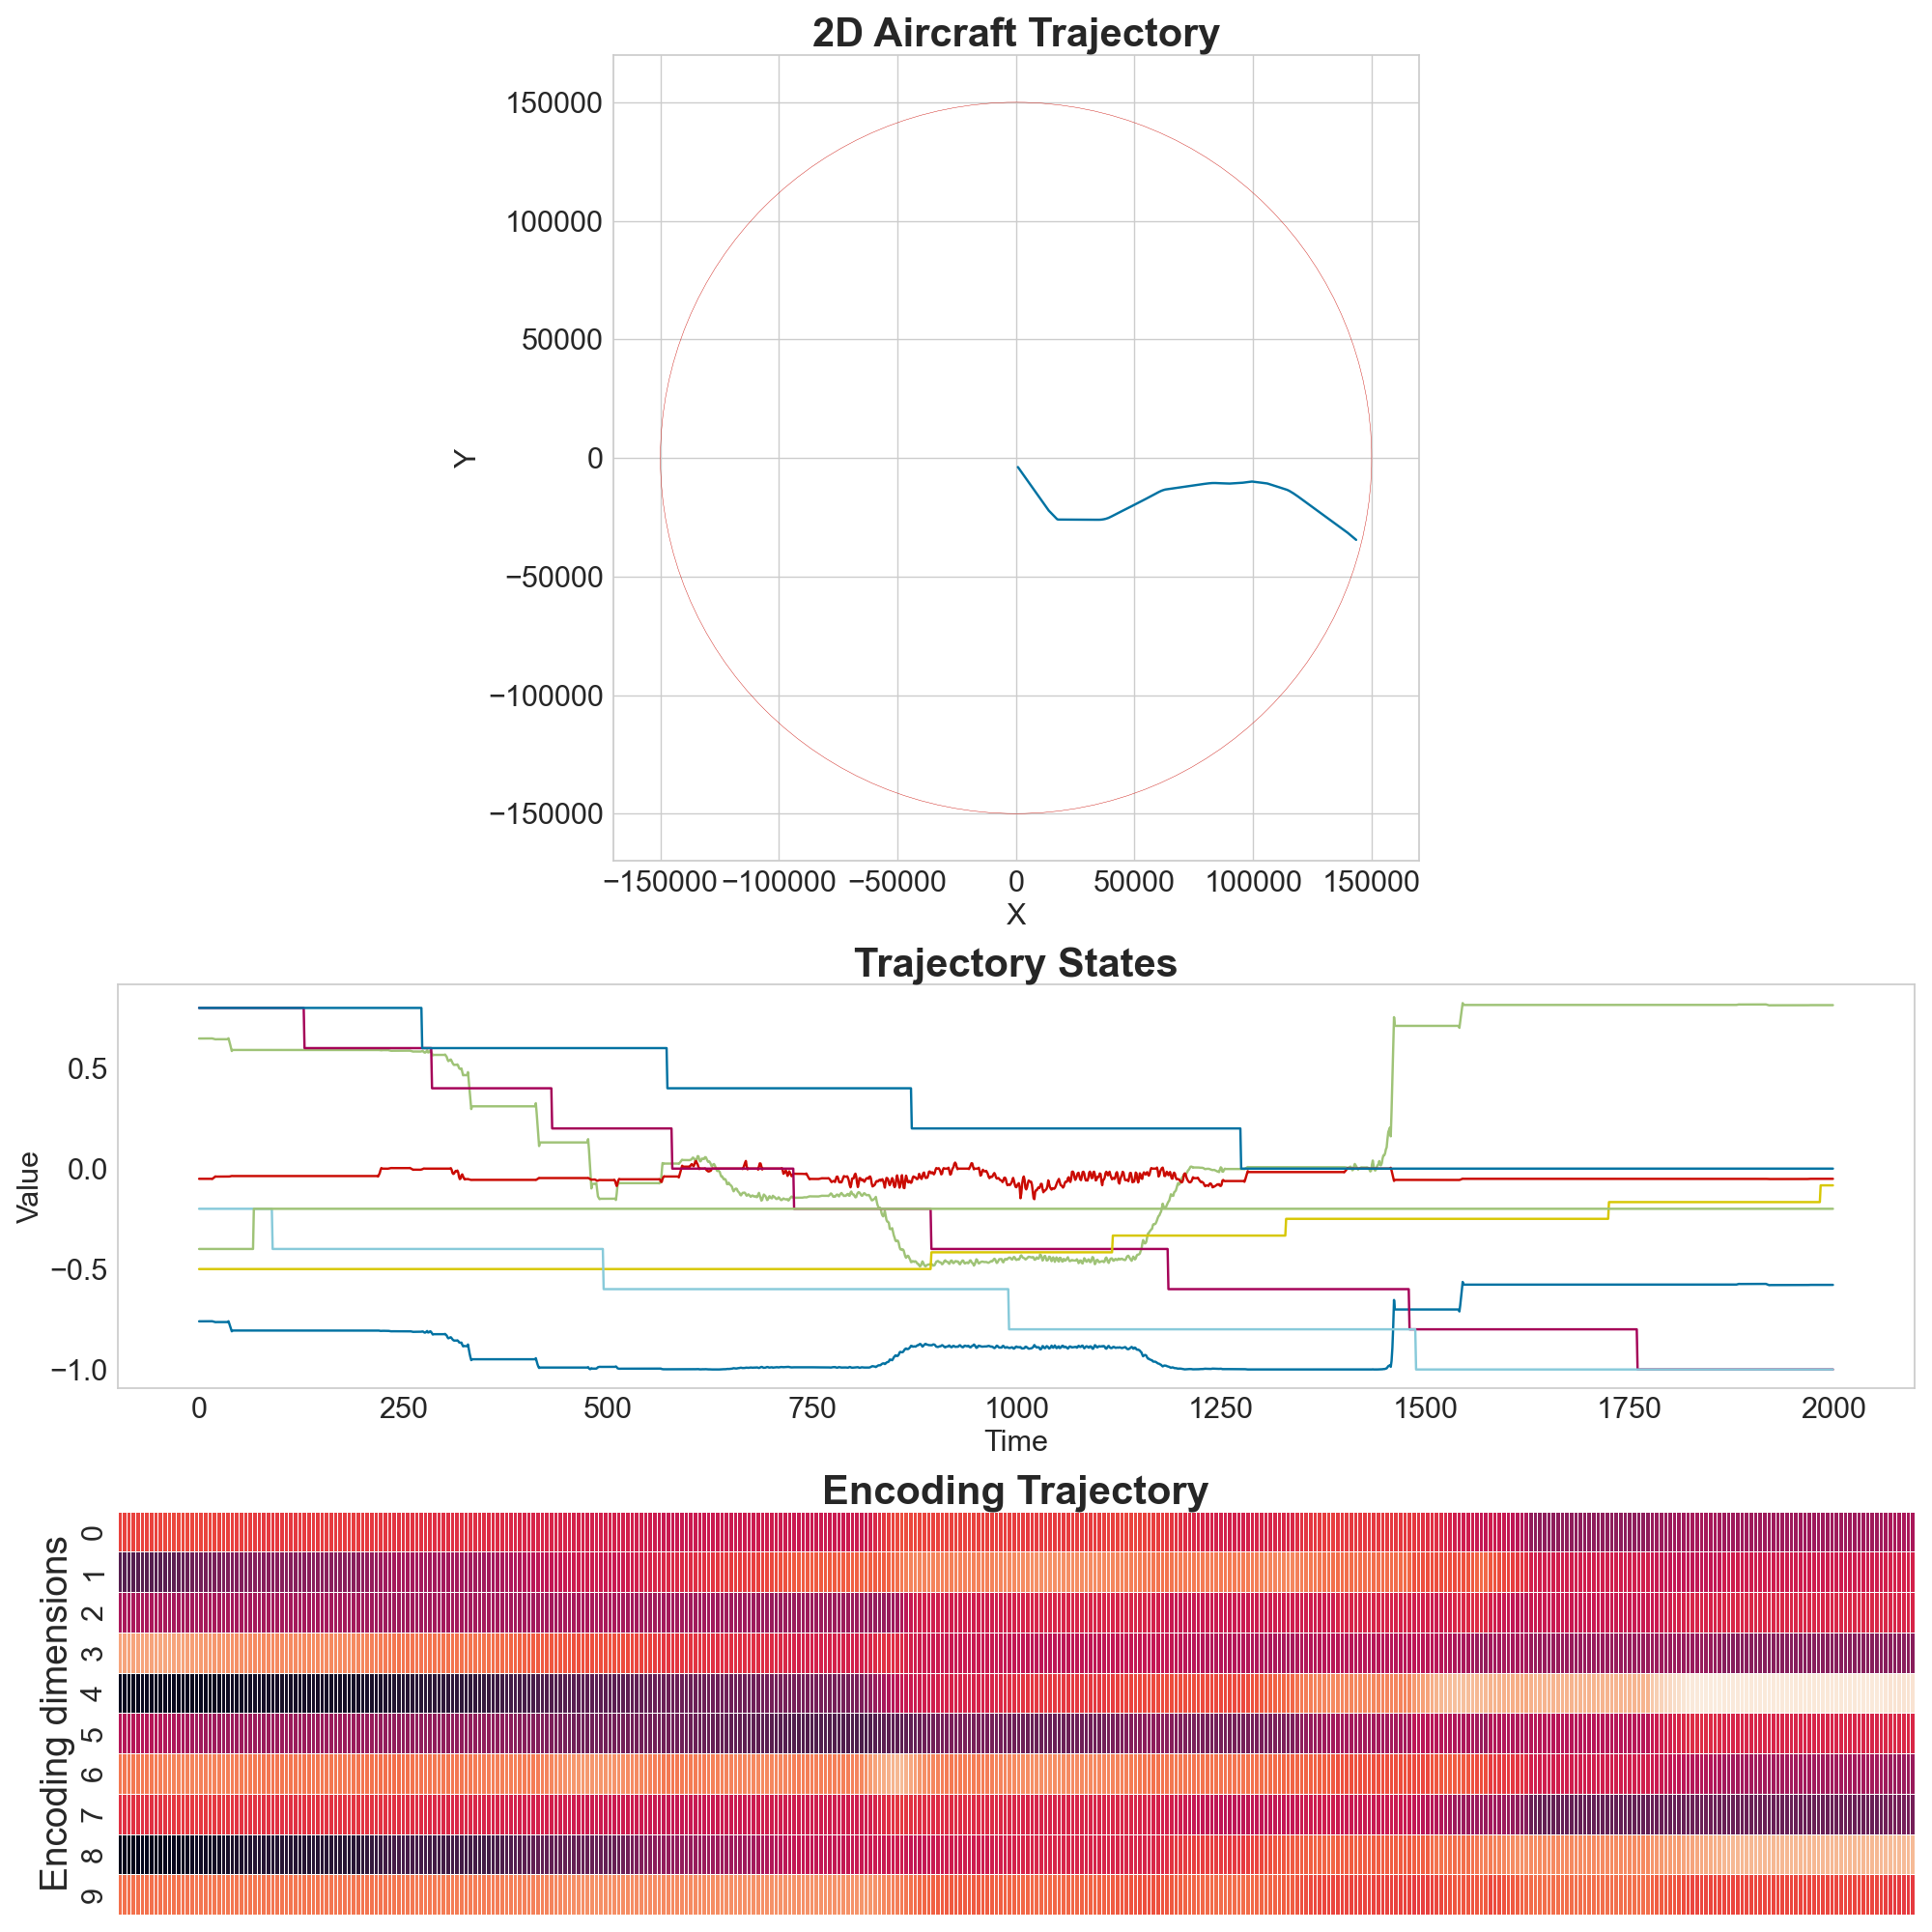 2D Aircraft Trajectory
150000
100000
50000
0
−50000
−100000
−150000
Y
−150000 −100000 −50000 0 50000 100000 150000
X
Trajectory States
0.5
0.0
−0.5
−1.0
Value
0 250 500 750 1000 1250 1500 1750 2000
Time
Encoding Trajectory
Encoding dimensions
0
1
2
3
4
5
6
7
8
9